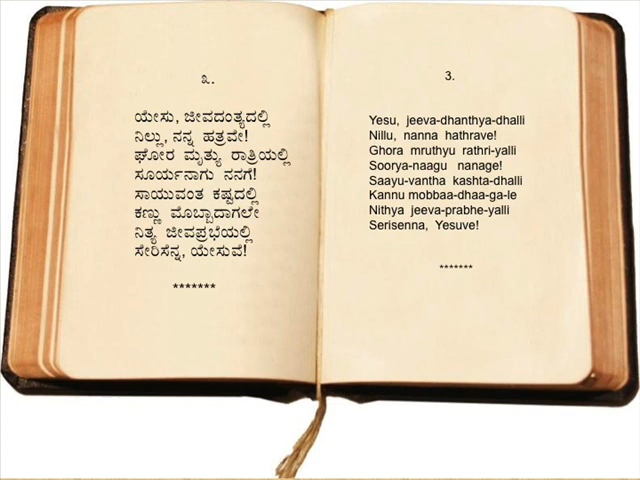 ೩.
ಯೇಸು, ಜೀವದಂತ್ಯದಲ್ಲಿ
ನಿಲ್ಲು, ನನ್ನ ಹತ್ರವೇ!
ಘೋರ ಮೃತ್ಯು ರಾತ್ರಿಯಲ್ಲಿ
ಸೂರ್ಯನಾಗು ನನಗೆ!
ಸಾಯುವಂತ ಕಷ್ಟದಲ್ಲಿ
ಕಣ್ಣು ಮೊಬ್ಬಾದಾಗಲೇ
ನಿತ್ಯ ಜೀವಪ್ರಭೆಯಲ್ಲಿ
ಸೇರಿಸೆನ್ನ, ಯೇಸುವೆ!
*******
3.
Yesu, jeeva-dhanthya-dhalli
Nillu, nanna hathrave!
Ghora mruthyu rathri-yalli
Soorya-naagu nanage!
Saayu-vantha kashta-dhalli
Kannu mobbaa-dhaa-ga-le
Nithya jeeva-prabhe-yalli
Serisenna, Yesuve!
*******